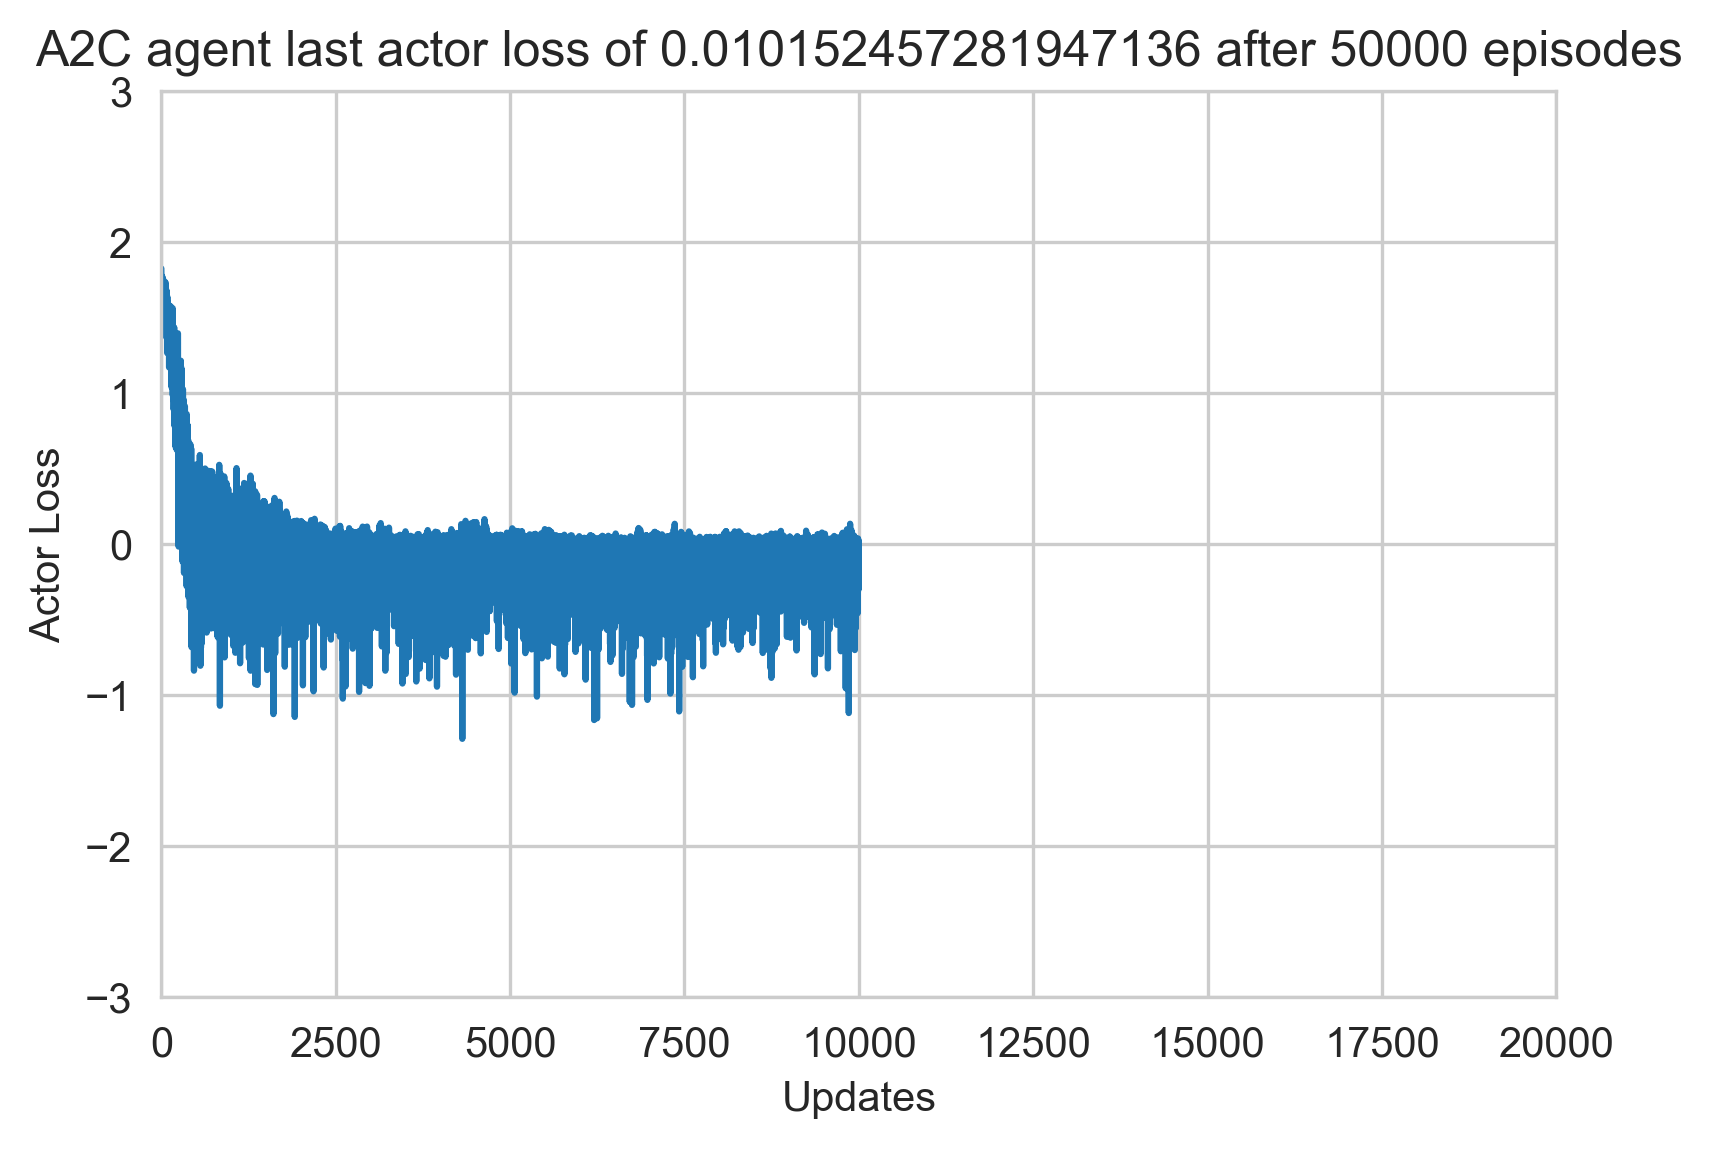 A2C agent last actor loss of 0.010152457281947136 after 50000 episodes
3
2
1
0
−1
−2
−3
Actor Loss
0 2500 5000 7500 10000 12500 15000 17500 20000
Updates